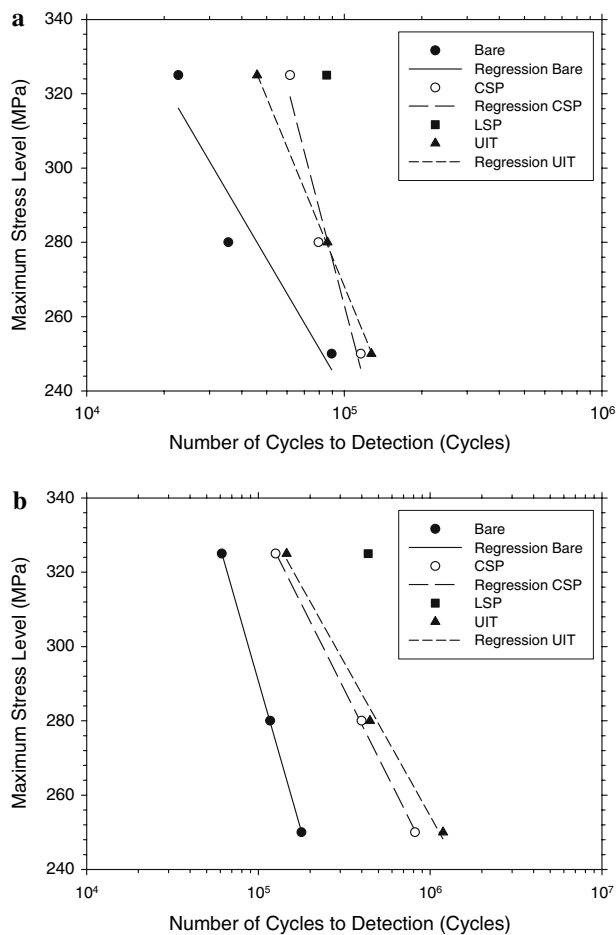 a
340
320
300
280
260
240
Maximum Stress Level (MPa)
10⁴
10⁵
10⁶
Number of Cycles to Detection (Cycles)
Bare
Regression Bare
CSP
Regression CSP
LSP
UIT
Regression UIT
b
340
320
300
280
260
240
Maximum Stress Level (MPa)
10⁴
10⁵
10⁶
10⁷
Number of Cycles to Detection (Cycles)
Bare
Regression Bare
CSP
Regression CSP
LSP
UIT
Regression UIT